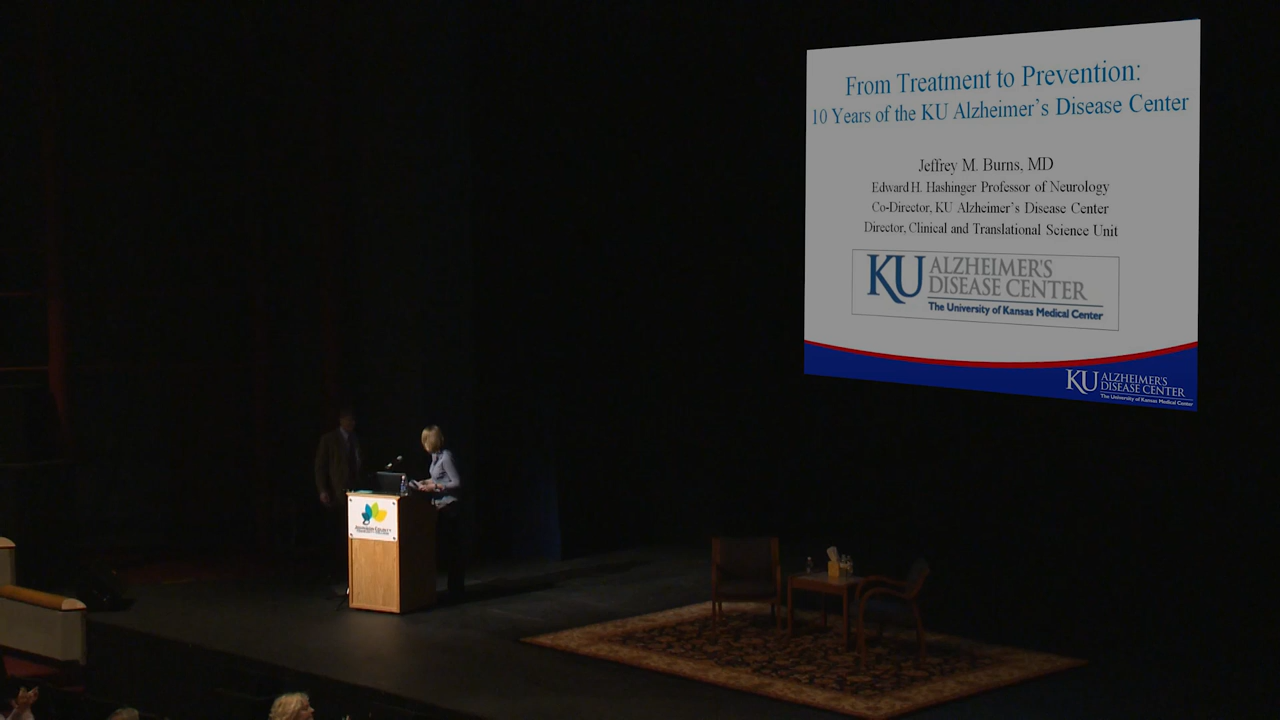 From Treatment to Prevention:
10 Years of the KU Alzheimer's Disease Center
Jeffrey M. Burns, MD
Edward H. Hashinger Professor of Neurology
Co-Director, KU Alzheimer's Disease Center
Director, Clinical and Translational Science Unit
KU ALZHEIMER'S
DISEASE CENTER
The University of Kansas Medical Center
KU ALZHEIMER'S
DISEASE CENTER
The University of Kansas Medical Center